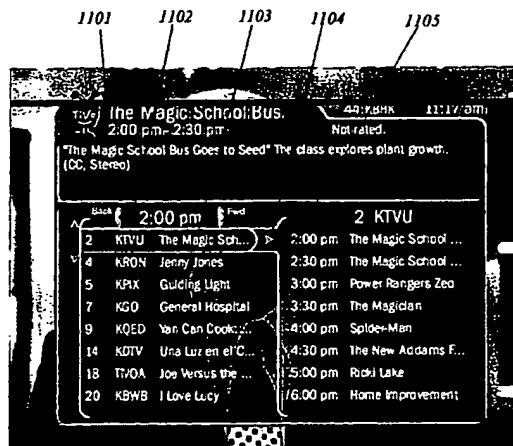 1101 1102 1103 1104 1105
The Magic School Bus. 44 KBHK 11:17 am
2:00 pm-2:30 pm Not rated.
"The Magic School Bus Goes to Seed" The class explores plant growth.
(CC, Stereo)
Back 2:00 pm Fwd 2 KTVU
2 KTVU The Magic Sch... 2:00 pm The Magic School ...
4 KRON Jenny Jones 2:30 pm The Magic School ...
5 KPIX Guiding Light 3:00 pm Power Rangers Zeo
7 KGO General Hospital 3:30 pm The Magician
9 KQED Yan Can Cook:... 4:00 pm Spider-Man
14 KDTV Una Luz en el C... 4:30 pm The New Addams F...
18 TIVOA Joe Versus the ... 5:00 pm Ricki Lake
20 KBWB I Love Lucy 6:00 pm Home Improvement